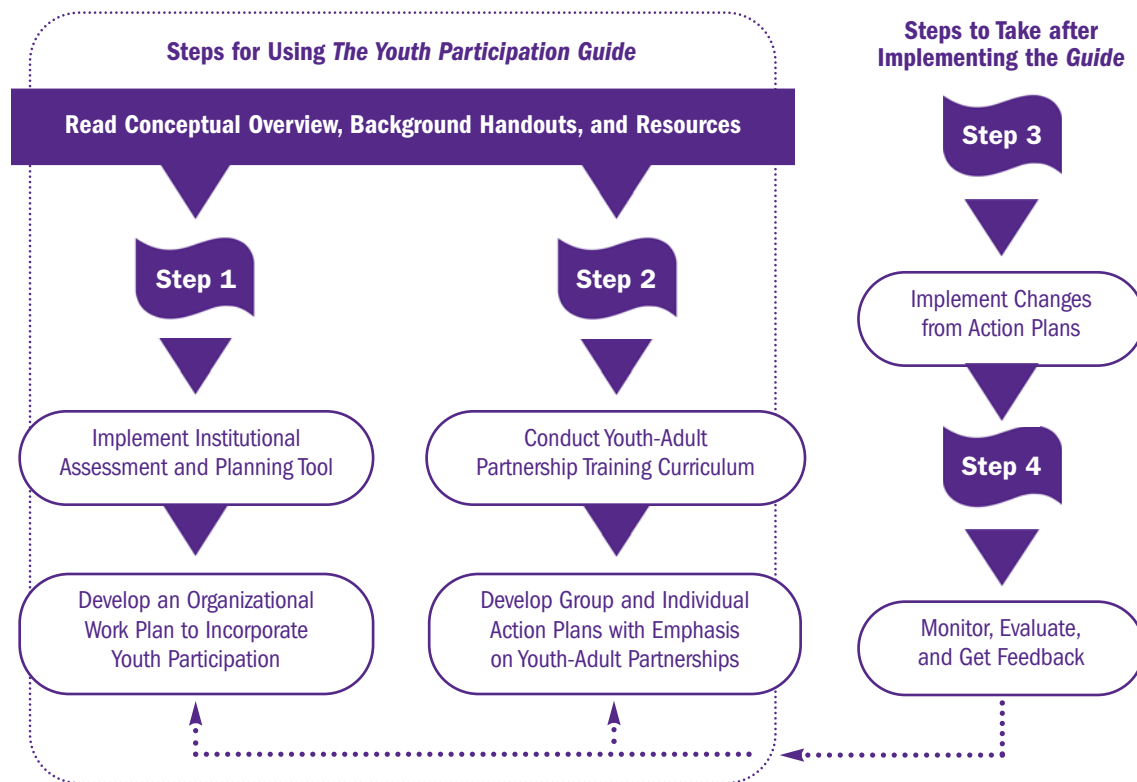 Steps for Using The Youth Participation Guide
Read Conceptual Overview, Background Handouts, and Resources
Step 1
Implement Institutional
Assessment and Planning Tool
Develop an Organizational
Work Plan to Incorporate
Youth Participation
Step 2
Conduct Youth-Adult
Partnership Training Curriculum
Develop Group and Individual
Action Plans with Emphasis
on Youth-Adult Partnerships
Steps to Take after
Implementing the Guide
Step 3
Implement Changes
from Action Plans
Step 4
Monitor, Evaluate,
and Get Feedback